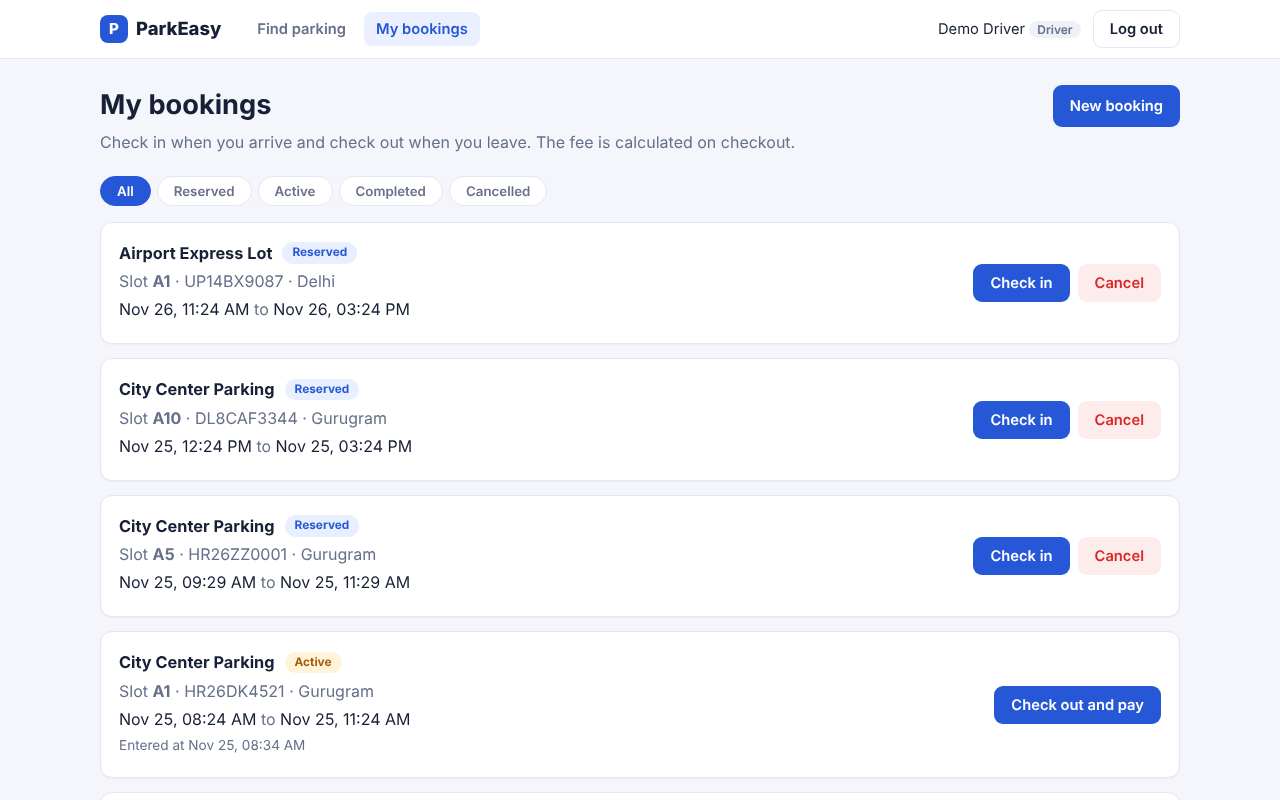 P ParkEasy Find parking My bookings Demo Driver Driver Log out
My bookings
New booking
Check in when you arrive and check out when you leave. The fee is calculated on checkout.
All Reserved Active Completed Cancelled
Airport Express Lot Reserved
Slot A1 · UP14BX9087 · Delhi
Nov 26, 11:24 AM to Nov 26, 03:24 PM
Check in Cancel
City Center Parking Reserved
Slot A10 · DL8CAF3344 · Gurugram
Nov 25, 12:24 PM to Nov 25, 03:24 PM
Check in Cancel
City Center Parking Reserved
Slot A5 · HR26ZZ0001 · Gurugram
Nov 25, 09:29 AM to Nov 25, 11:29 AM
Check in Cancel
City Center Parking Active
Slot A1 · HR26DK4521 · Gurugram
Nov 25, 08:24 AM to Nov 25, 11:24 AM
Entered at Nov 25, 08:34 AM
Check out and pay